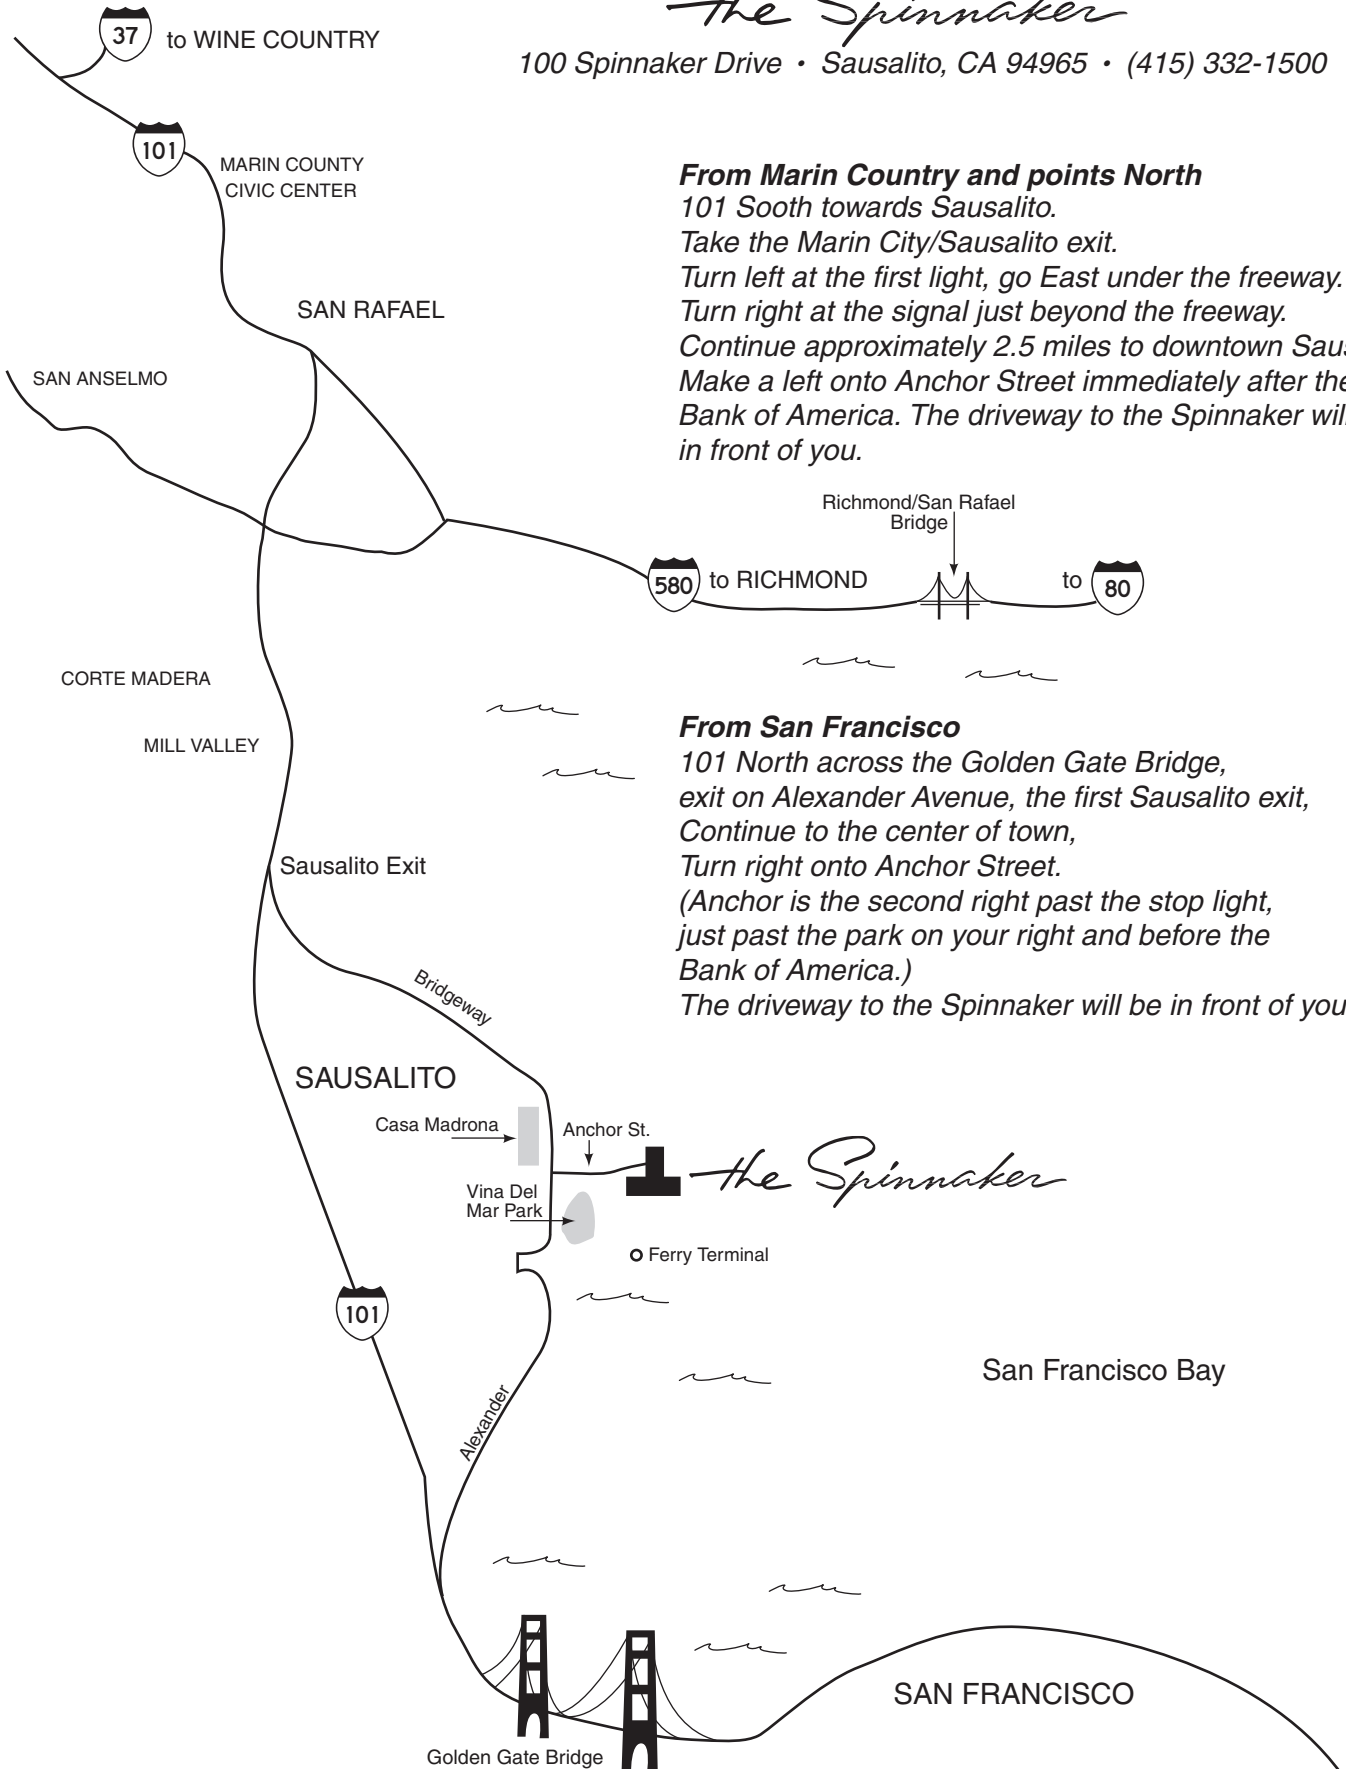 the Spinnaker
100 Spinnaker Drive • Sausalito, CA 94965 • (415) 332-1500
37 to WINE COUNTRY
101
MARIN COUNTY
CIVIC CENTER
From Marin Country and points North
101 Sooth towards Sausalito.
Take the Marin City/Sausalito exit.
Turn left at the first light, go East under the freeway.
Turn right at the signal just beyond the freeway.
Continue approximately 2.5 miles to downtown Saus
Make a left onto Anchor Street immediately after the
Bank of America. The driveway to the Spinnaker will
in front of you.
SAN RAFAEL
SAN ANSELMO
Richmond/San Rafael
Bridge
580 to RICHMOND
to 80
CORTE MADERA
MILL VALLEY
From San Francisco
101 North across the Golden Gate Bridge,
exit on Alexander Avenue, the first Sausalito exit,
Continue to the center of town,
Turn right onto Anchor Street.
(Anchor is the second right past the stop light,
just past the park on your right and before the
Bank of America.)
The driveway to the Spinnaker will be in front of you
Sausalito Exit
Bridgeway
SAUSALITO
Casa Madrona
Anchor St.
the Spinnaker
Vina Del
Mar Park
Ferry Terminal
101
San Francisco Bay
Alexander
SAN FRANCISCO
Golden Gate Bridge